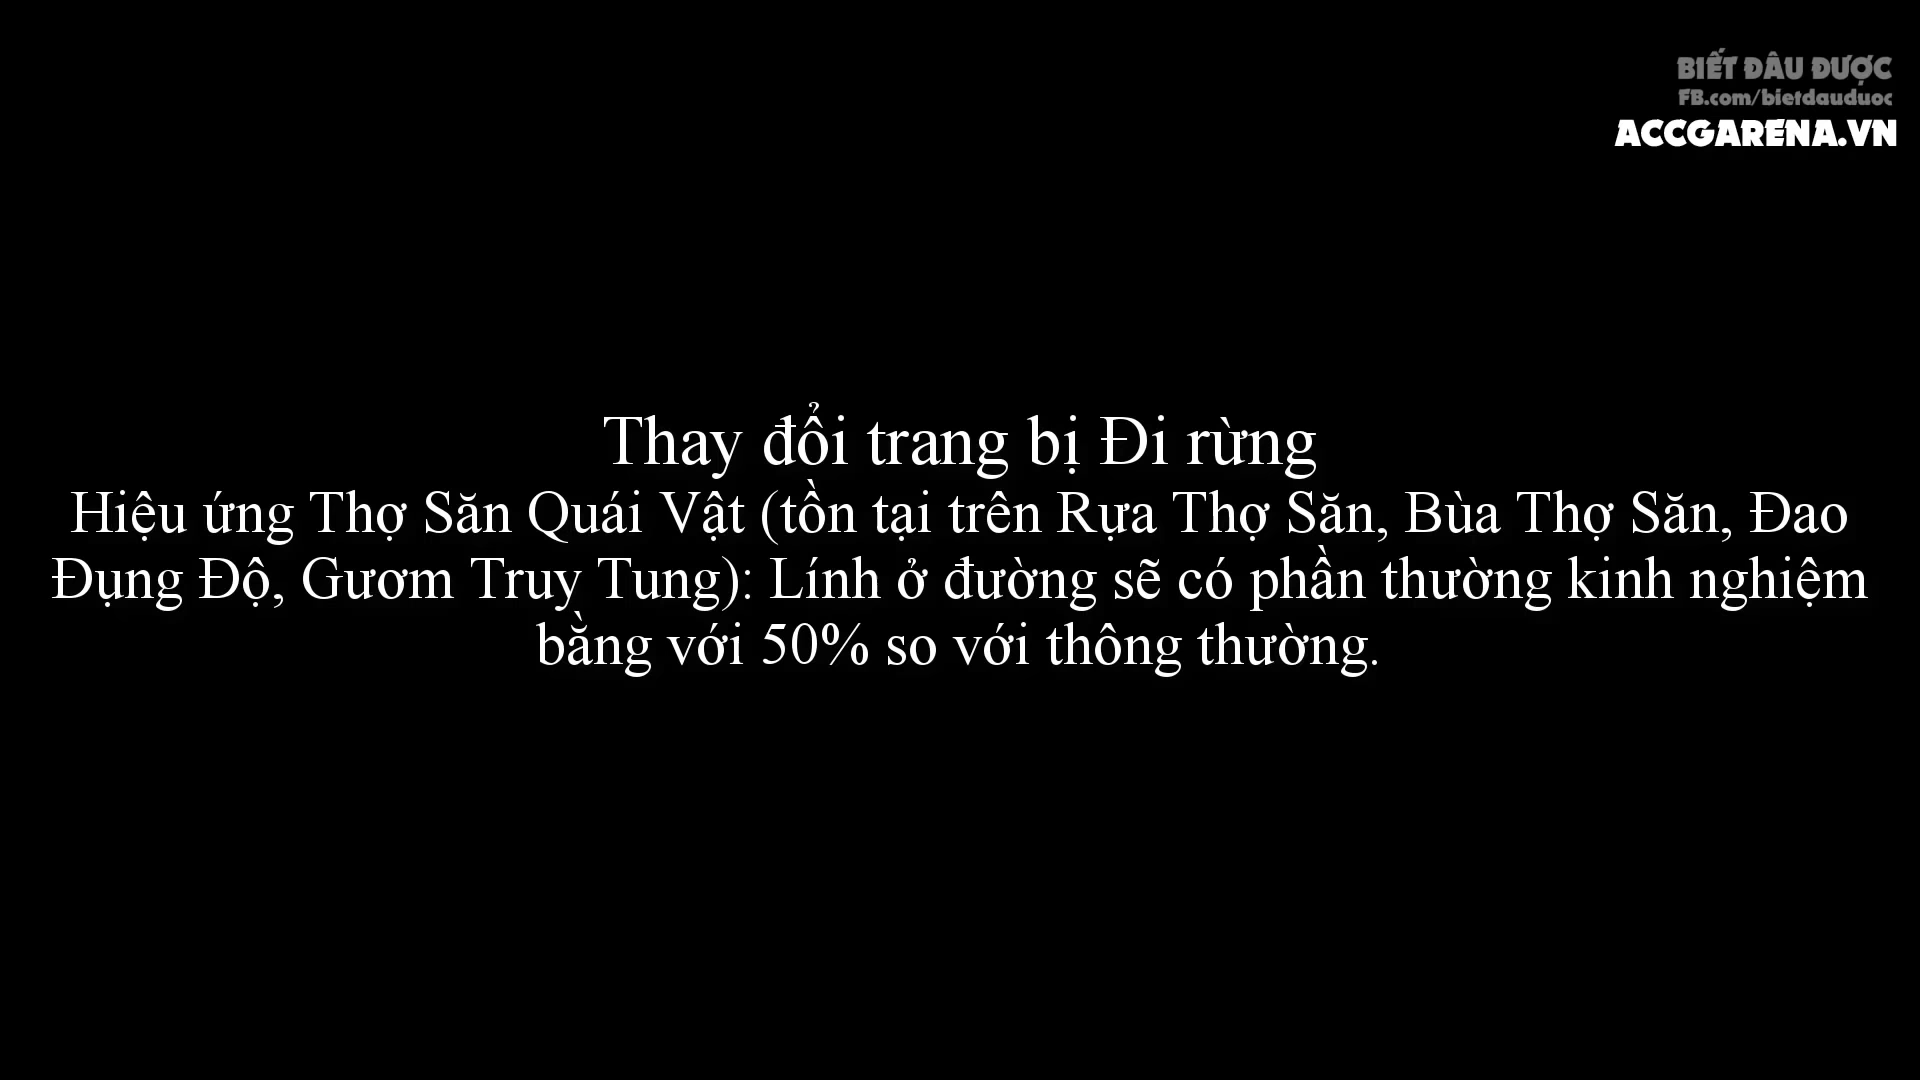 BIẾT ĐÂU ĐƯỢC
FB.com/bietdauduoc
ACCGARENA.VN
Thay đổi trang bị Đi rừng
Hiệu ứng Thợ Săn Quái Vật (tồn tại trên Rựa Thợ Săn, Bùa Thợ Săn, Đao
Đụng Độ, Gươm Truy Tung): Lính ở đường sẽ có phần thường kinh nghiệm
bằng với 50% so với thông thường.